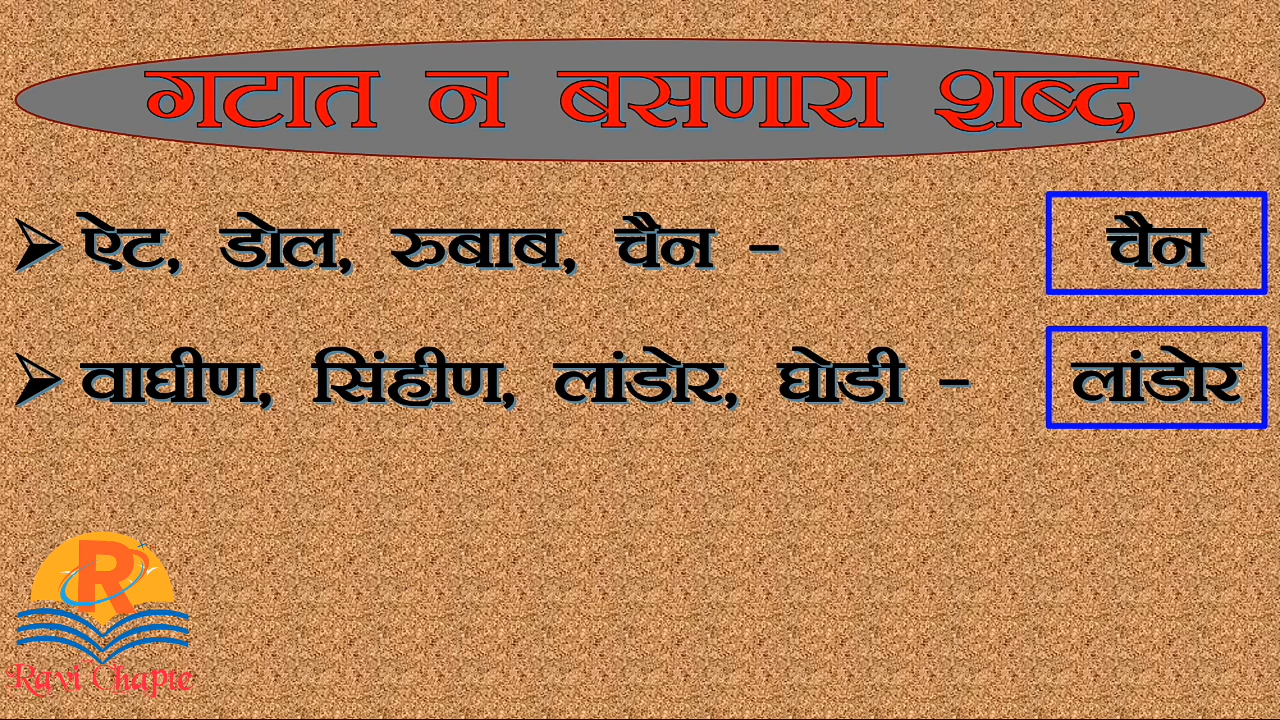 गटात न बसणारा शब्द
➢ ऐट, डोल, रुबाब, चैन – चैन
➢ वाघीण, सिंहीण, लांडोर, घोडी – लांडोर
R
Ravi Chapte